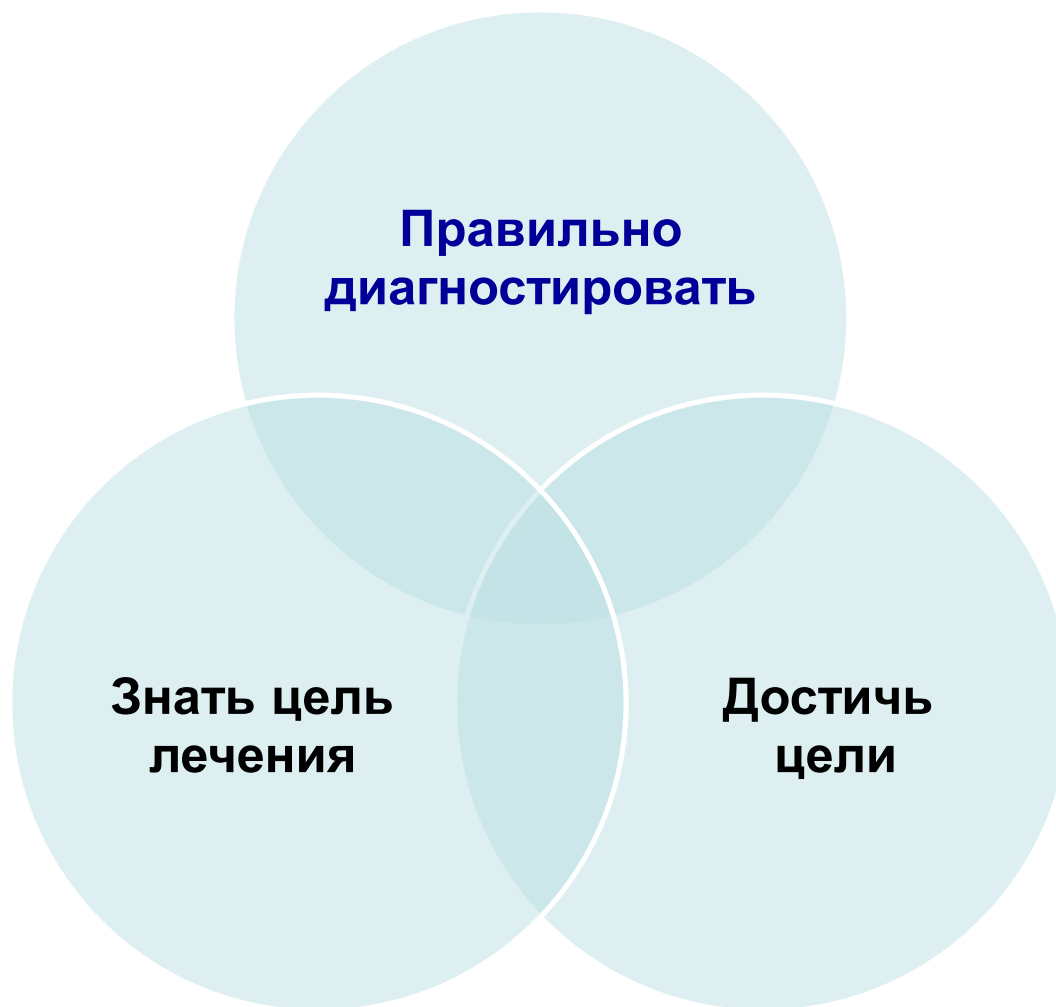 Правильно
диагностировать
Знать цель
лечения
Достичь
цели